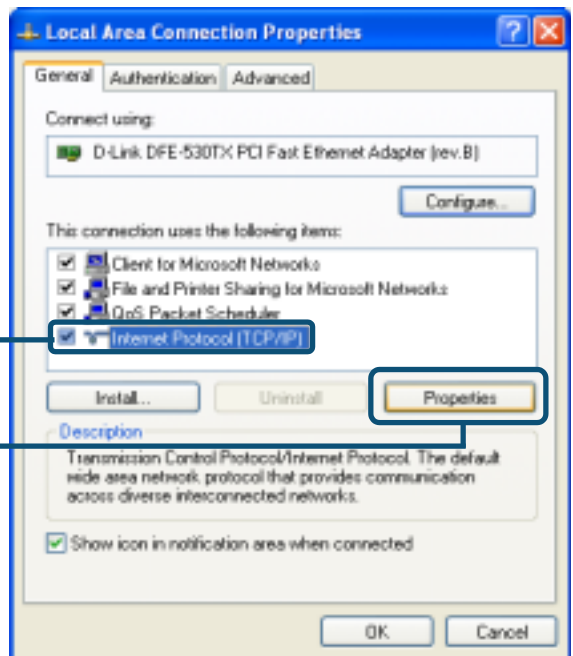 Local Area Connection Properties
General Authentication Advanced
Connect using:
D-Link DFE-530TX PCI Fast Ethernet Adapter (rev.B)
Configure...
This connection uses the following items:
Client for Microsoft Networks
File and Printer Sharing for Microsoft Networks
QoS Packet Scheduler
Internet Protocol (TCP/IP)
Install... Uninstall Properties
Description
Transmission Control Protocol/Internet Protocol. The default
wide area network protocol that provides communication
across diverse interconnected networks.
Show icon in notification area when connected
OK Cancel